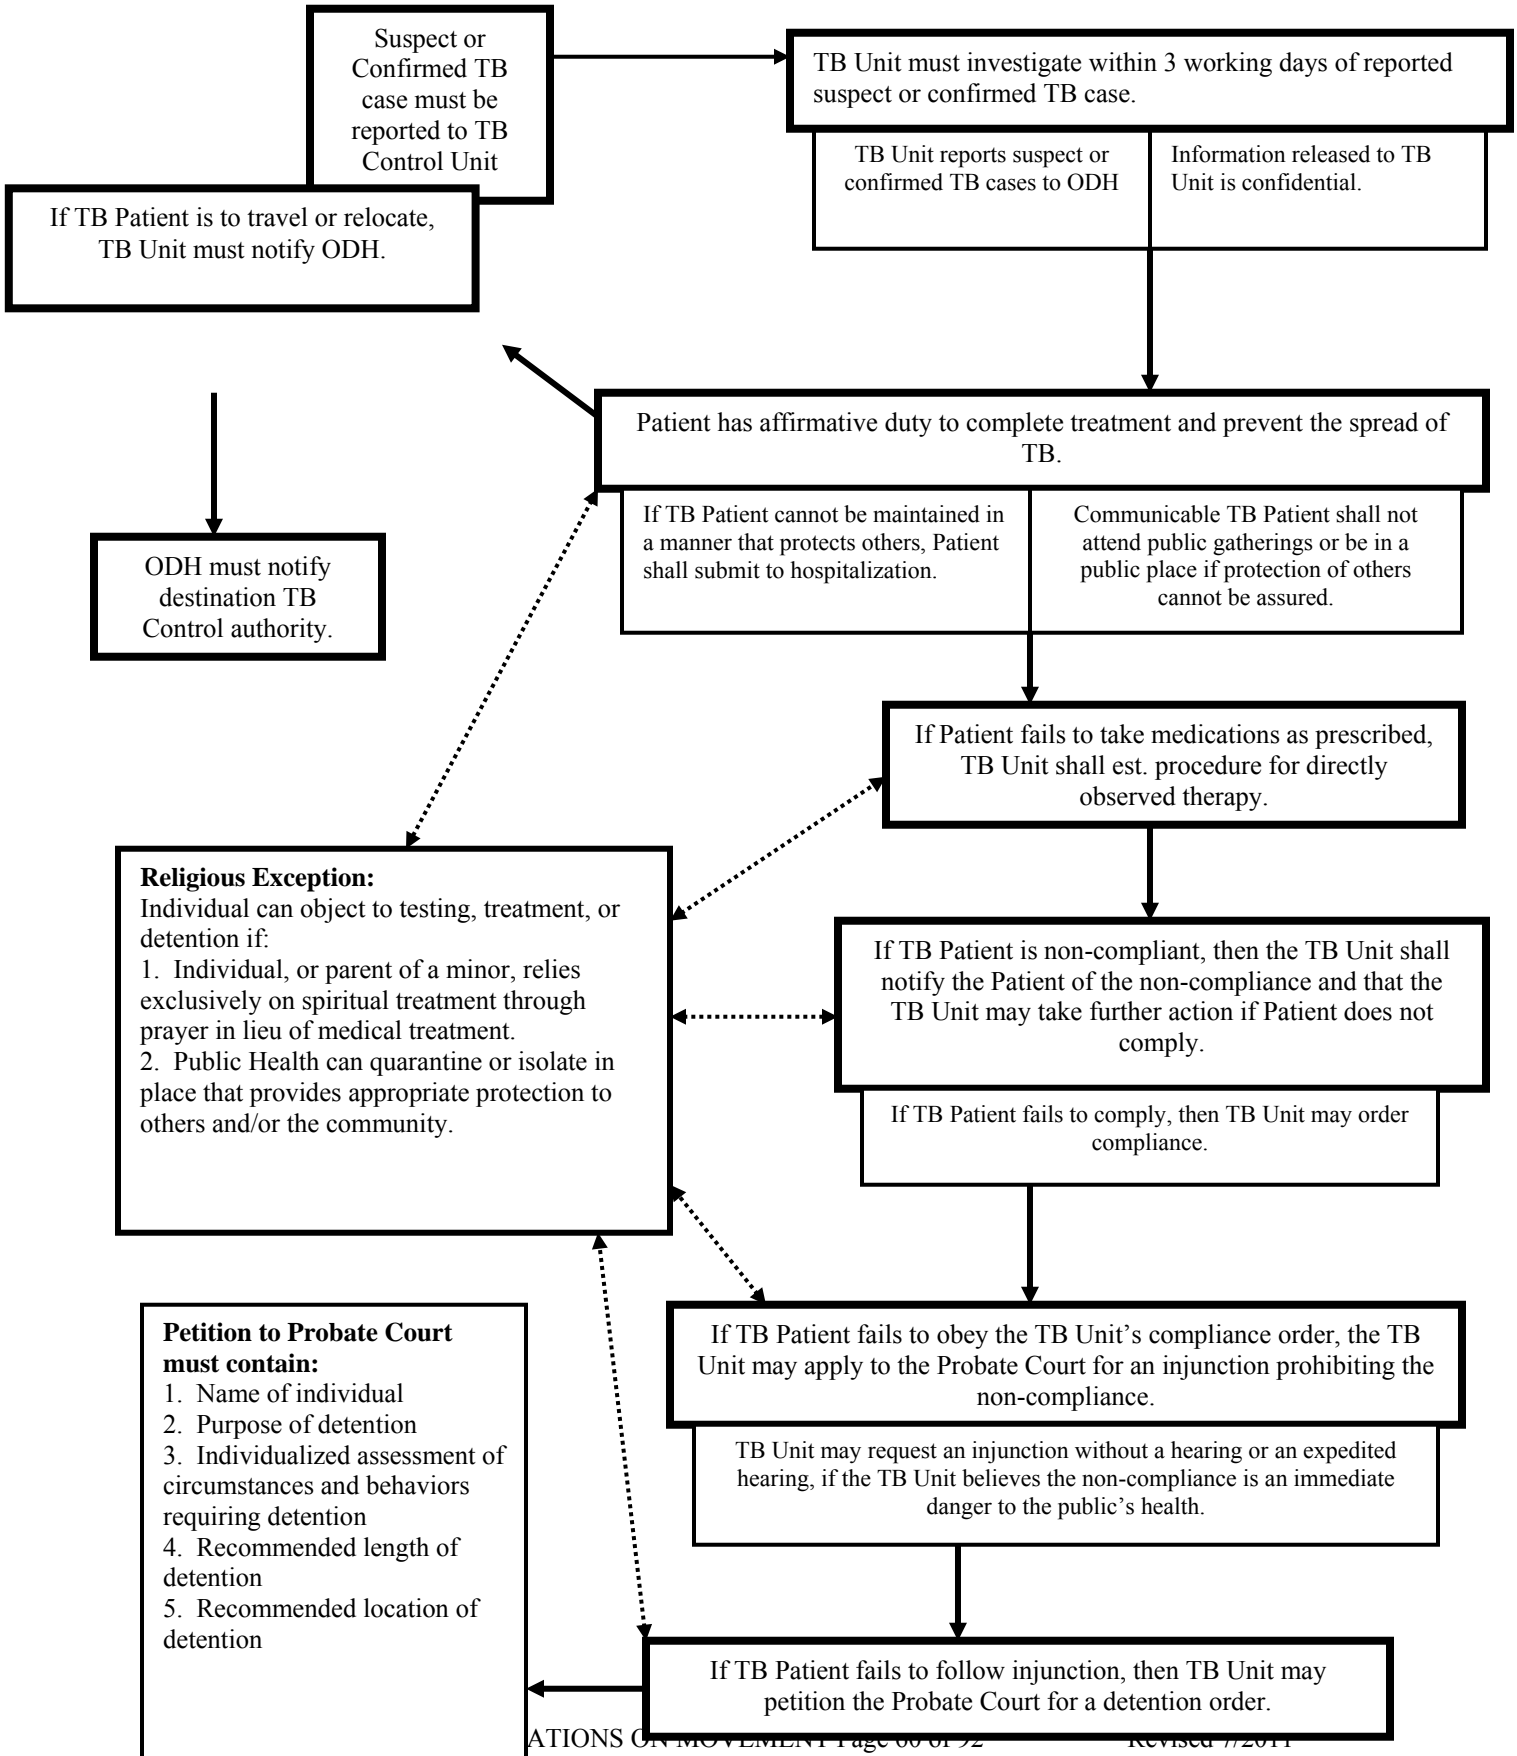 Suspect or
Confirmed TB
case must be
reported to TB
Control Unit
TB Unit must investigate within 3 working days of reported
suspect or confirmed TB case.
TB Unit reports suspect or
confirmed TB cases to ODH
Information released to TB
Unit is confidential.
If TB Patient is to travel or relocate,
TB Unit must notify ODH.
Patient has affirmative duty to complete treatment and prevent the spread of
TB.
If TB Patient cannot be maintained in
a manner that protects others, Patient
shall submit to hospitalization.
Communicable TB Patient shall not
attend public gatherings or be in a
public place if protection of others
cannot be assured.
ODH must notify
destination TB
Control authority.
If Patient fails to take medications as prescribed,
TB Unit shall est. procedure for directly
observed therapy.
Religious Exception:
Individual can object to testing, treatment, or
detention if:
1. Individual, or parent of a minor, relies
exclusively on spiritual treatment through
prayer in lieu of medical treatment.
2. Public Health can quarantine or isolate in
place that provides appropriate protection to
others and/or the community.
If TB Patient is non-compliant, then the TB Unit shall
notify the Patient of the non-compliance and that the
TB Unit may take further action if Patient does not
comply.
If TB Patient fails to comply, then TB Unit may order
compliance.
If TB Patient fails to obey the TB Unit's compliance order, the TB
Unit may apply to the Probate Court for an injunction prohibiting the
non-compliance.
TB Unit may request an injunction without a hearing or an expedited
hearing, if the TB Unit believes the non-compliance is an immediate
danger to the public's health.
Petition to Probate Court
must contain:
1. Name of individual
2. Purpose of detention
3. Individualized assessment of
circumstances and behaviors
requiring detention
4. Recommended length of
detention
5. Recommended location of
detention
If TB Patient fails to follow injunction, then TB Unit may
petition the Probate Court for a detention order.
ATIONS ON MOVEMENT Page 60 of 92 Revised 7/2011